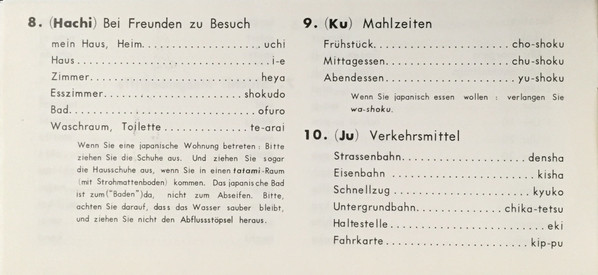 8. (Hachi) Bei Freunden zu Besuch
mein Haus, Heim....................uchi
Haus................................i-e
Zimmer............................heya
Esszimmer.......................shokudo
Bad...............................ofuro
Waschraum, Toilette.............te-arai
Wenn Sie eine japanische Wohnung betreten: Bitte
ziehen Sie die Schuhe aus. Und ziehen Sie sogar
die Hausschuhe aus, wenn Sie in einen tatami-Raum
(mit Strohmattenboden) kommen. Das japanische Bad
ist zum ("Baden") da, nicht zum Abseifen. Bitte,
achten Sie darauf, dass das Wasser sauber bleibt,
und ziehen Sie nicht den Abflussstöpsel heraus.
9. (Ku) Mahlzeiten
Frühstück....................cho-shoku
Mittagessen..................chu-shoku
Abendessen....................yu-shoku
Wenn Sie japanisch essen wollen: verlangen Sie
wa-shoku.
10. (Ju) Verkehrsmittel
Strassenbahn....................densha
Eisenbahn........................kisha
Schnellzug.......................kyuko
Untergrundbahn..............chika-tetsu
Haltestelle........................eki
Fahrkarte.......................kip-pu